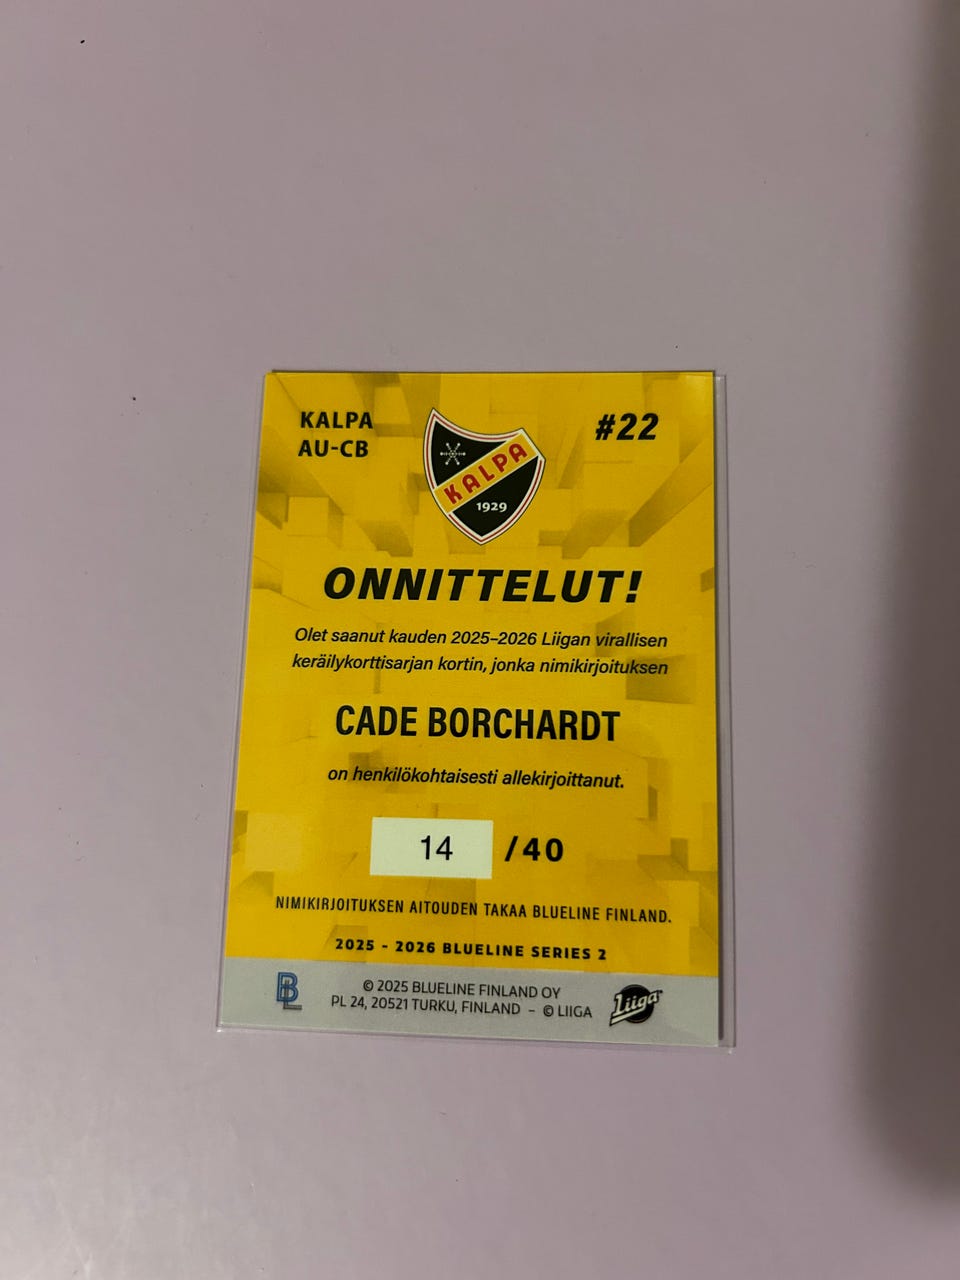 KALPA
AU-CB
#22
KALPA
1929
ONNITTELUT!
Olet saanut kauden 2025–2026 Liigan virallisen
keräilykorttisarjan kortin, jonka nimikirjoituksen
CADE BORCHARDT
on henkilökohtaisesti allekirjoittanut.
14 /40
NIMIKIRJOITUKSEN AITOUDEN TAKAA BLUELINE FINLAND.
2025 - 2026 BLUELINE SERIES 2
BL
© 2025 BLUELINE FINLAND OY
PL 24, 20521 TURKU, FINLAND – © LIIGA
Liiga